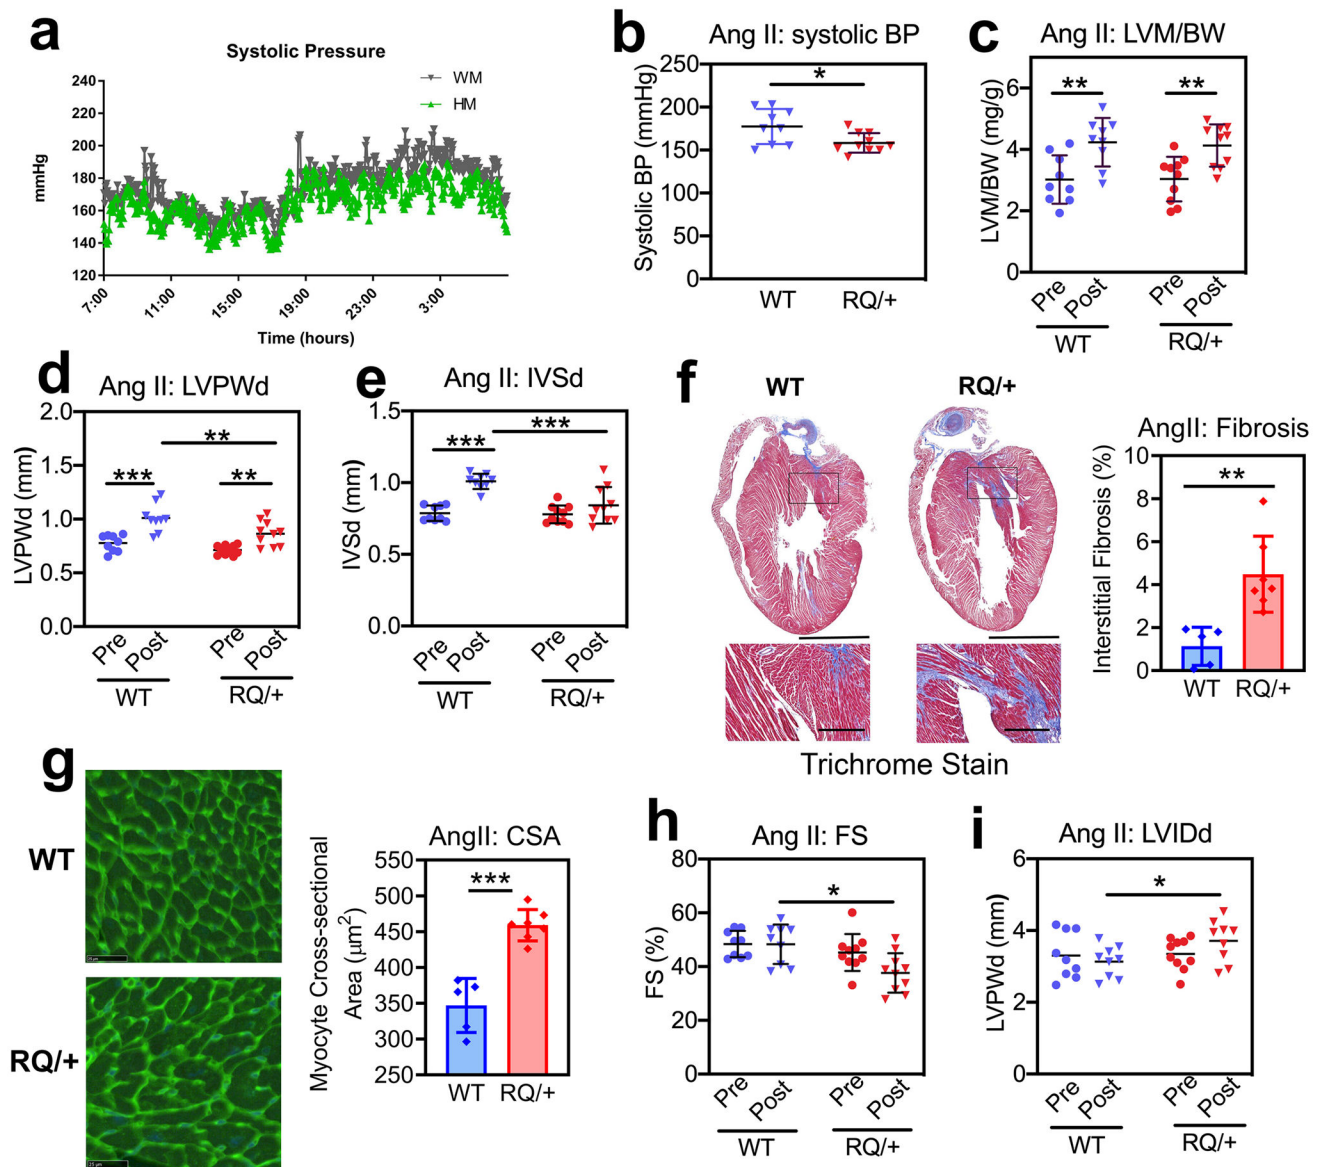 a
Systolic Pressure
WM
HM
240
220
200
180
160
140
120
mmHg
7:00
11:00
15:00
19:00
23:00
3:00
Time (hours)
b
Ang II: systolic BP
Systolic BP (mmHg)
250
200
150
100
50
0
*
WT
RQ/+
c
Ang II: LVM/BW
LVM/BW (mg/g)
6
4
2
0
**
**
Pre
Post
Pre
Post
WT
RQ/+
d
Ang II: LVPWd
LVPWd (mm)
2.0
1.5
1.0
0.5
0.0
**
***
**
Pre
Post
Pre
Post
WT
RQ/+
e
Ang II: IVSd
IVSd (mm)
1.5
1.0
0.5
0.0
***
***
Pre
Post
Pre
Post
WT
RQ/+
f
WT
RQ/+
Trichrome Stain
AngII: Fibrosis
Interstitial Fibrosis (%)
10
8
6
4
2
0
**
WT
RQ/+
g
WT
RQ/+
25 µm
25 µm
AngII: CSA
Myocyte Cross-sectional
Area (µm2)
550
500
450
400
350
300
250
***
WT
RQ/+
h
Ang II: FS
FS (%)
80
60
40
20
0
*
Pre
Post
Pre
Post
WT
RQ/+
i
Ang II: LVIDd
LVPWd (mm)
6
4
2
0
*
Pre
Post
Pre
Post
WT
RQ/+